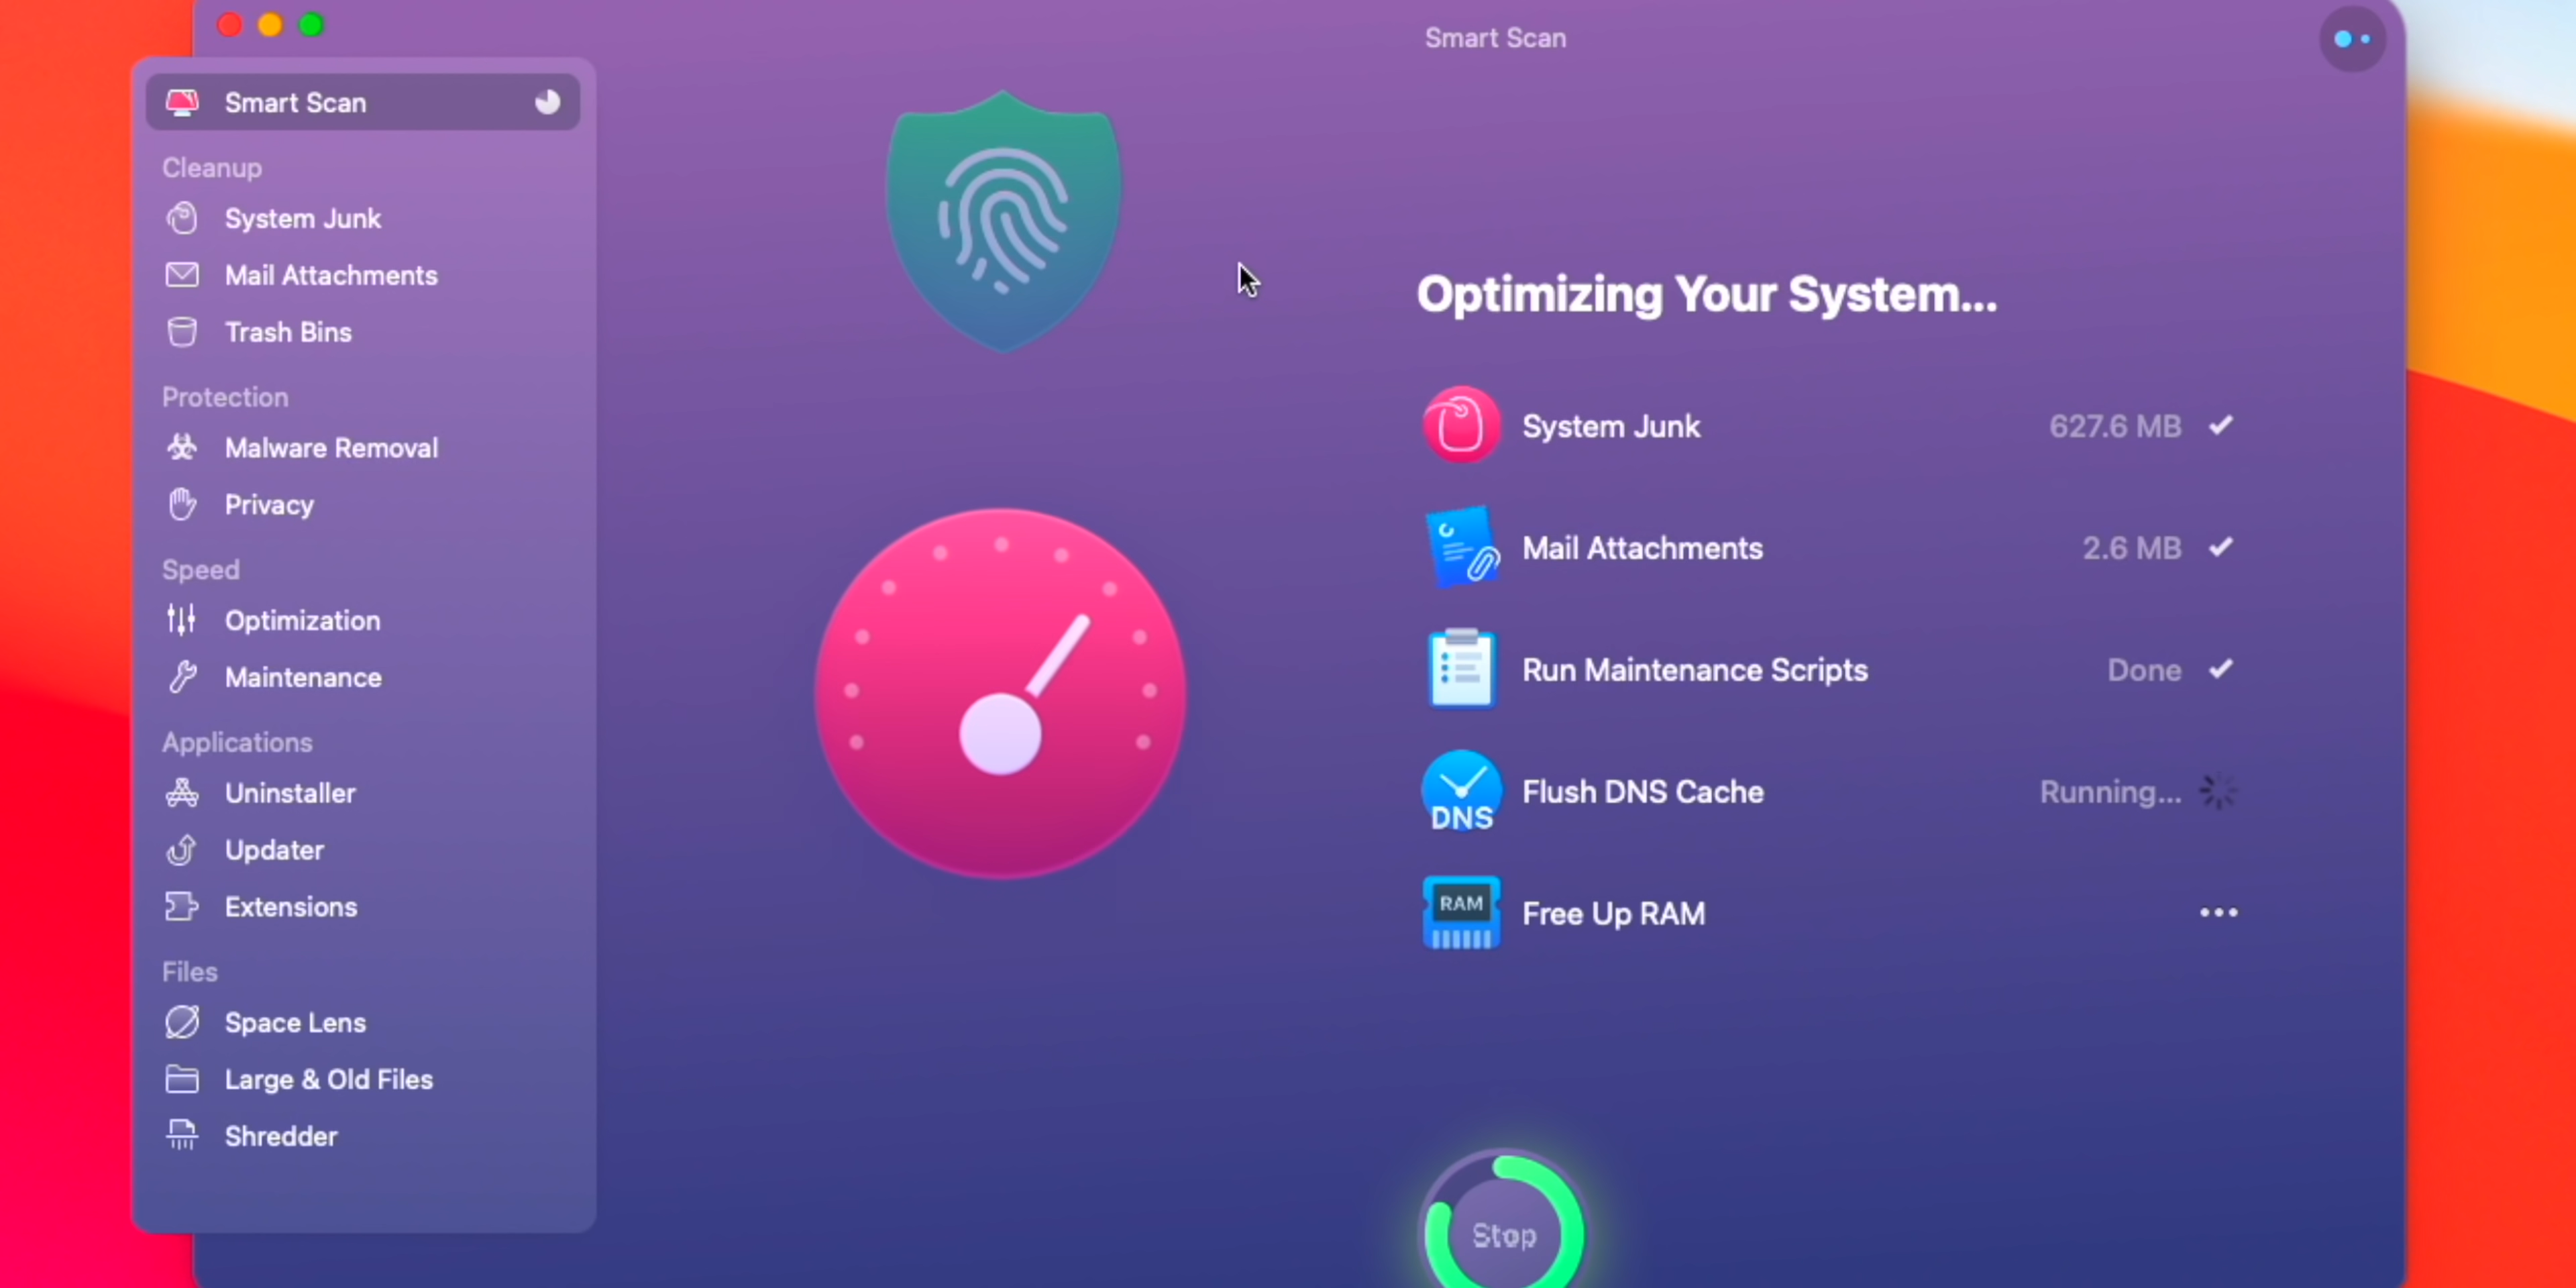 Smart Scan
Smart Scan
Cleanup
System Junk
Mail Attachments
Trash Bins
Protection
Malware Removal
Privacy
Speed
Optimization
Maintenance
Applications
Uninstaller
Updater
Extensions
Files
Space Lens
Large & Old Files
Shredder
Optimizing Your System...
System Junk 627.6 MB
Mail Attachments 2.6 MB
Run Maintenance Scripts Done
DNS Flush DNS Cache Running...
RAM Free Up RAM
Stop